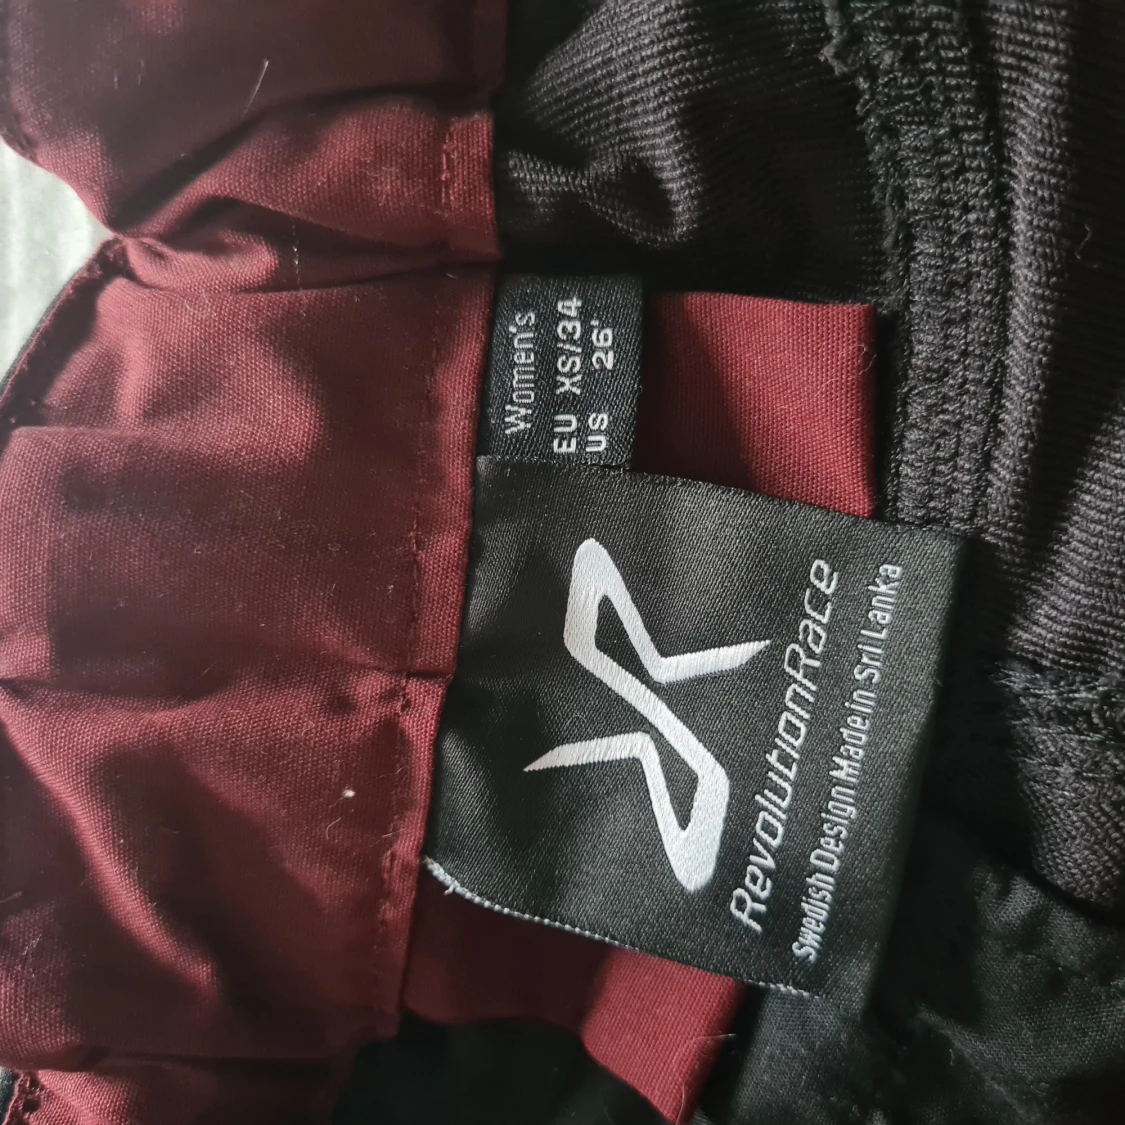 Women's
EU XS/34
US 26'
RevolutionRace
Swedish Design Made in Sri Lanka